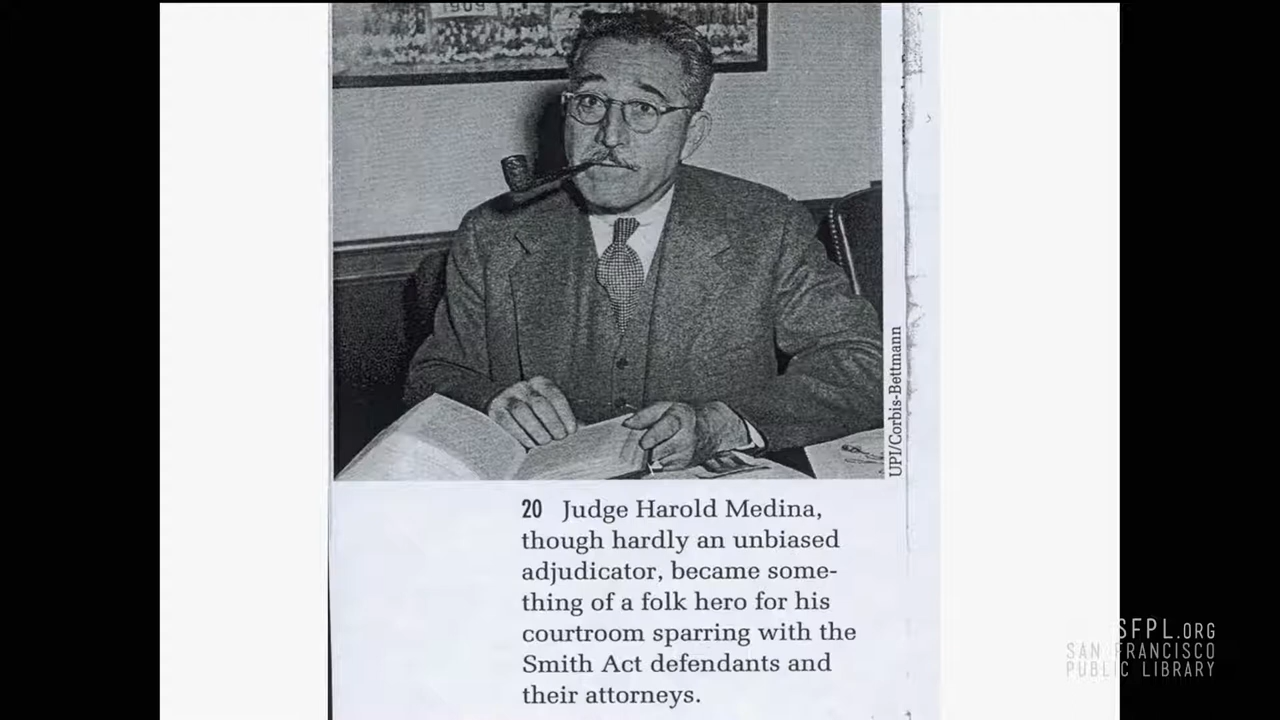 1909
UPI/Corbis-Bettmann
20 Judge Harold Medina,
though hardly an unbiased
adjudicator, became some-
thing of a folk hero for his
courtroom sparring with the
Smith Act defendants and
their attorneys.
SFPL.ORG
SAN FRANCISCO
PUBLIC LIBRARY